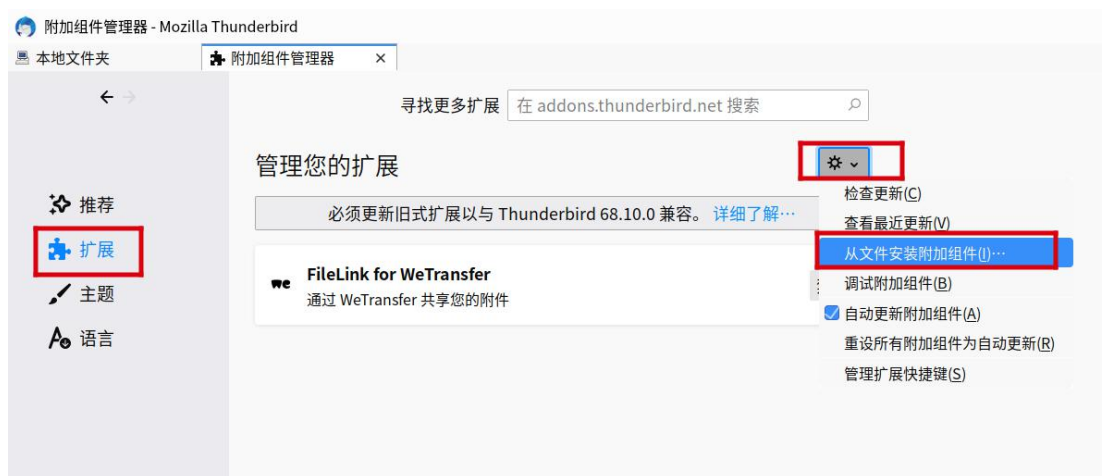 附加组件管理器 - Mozilla Thunderbird
本地文件夹
附加组件管理器
寻找更多扩展
在 addons.thunderbird.net 搜索
管理您的扩展
检查更新(C)
推荐
必须更新旧式扩展以与 Thunderbird 68.10.0 兼容。 详细了解…
查看最近更新(V)
扩展
从文件安装附加组件(I)…
we FileLink for WeTransfer
通过 WeTransfer 共享您的附件
调试附加组件(B)
主题
自动更新附加组件(A)
语言
重设所有附加组件为自动更新(R)
管理扩展快捷键(S)